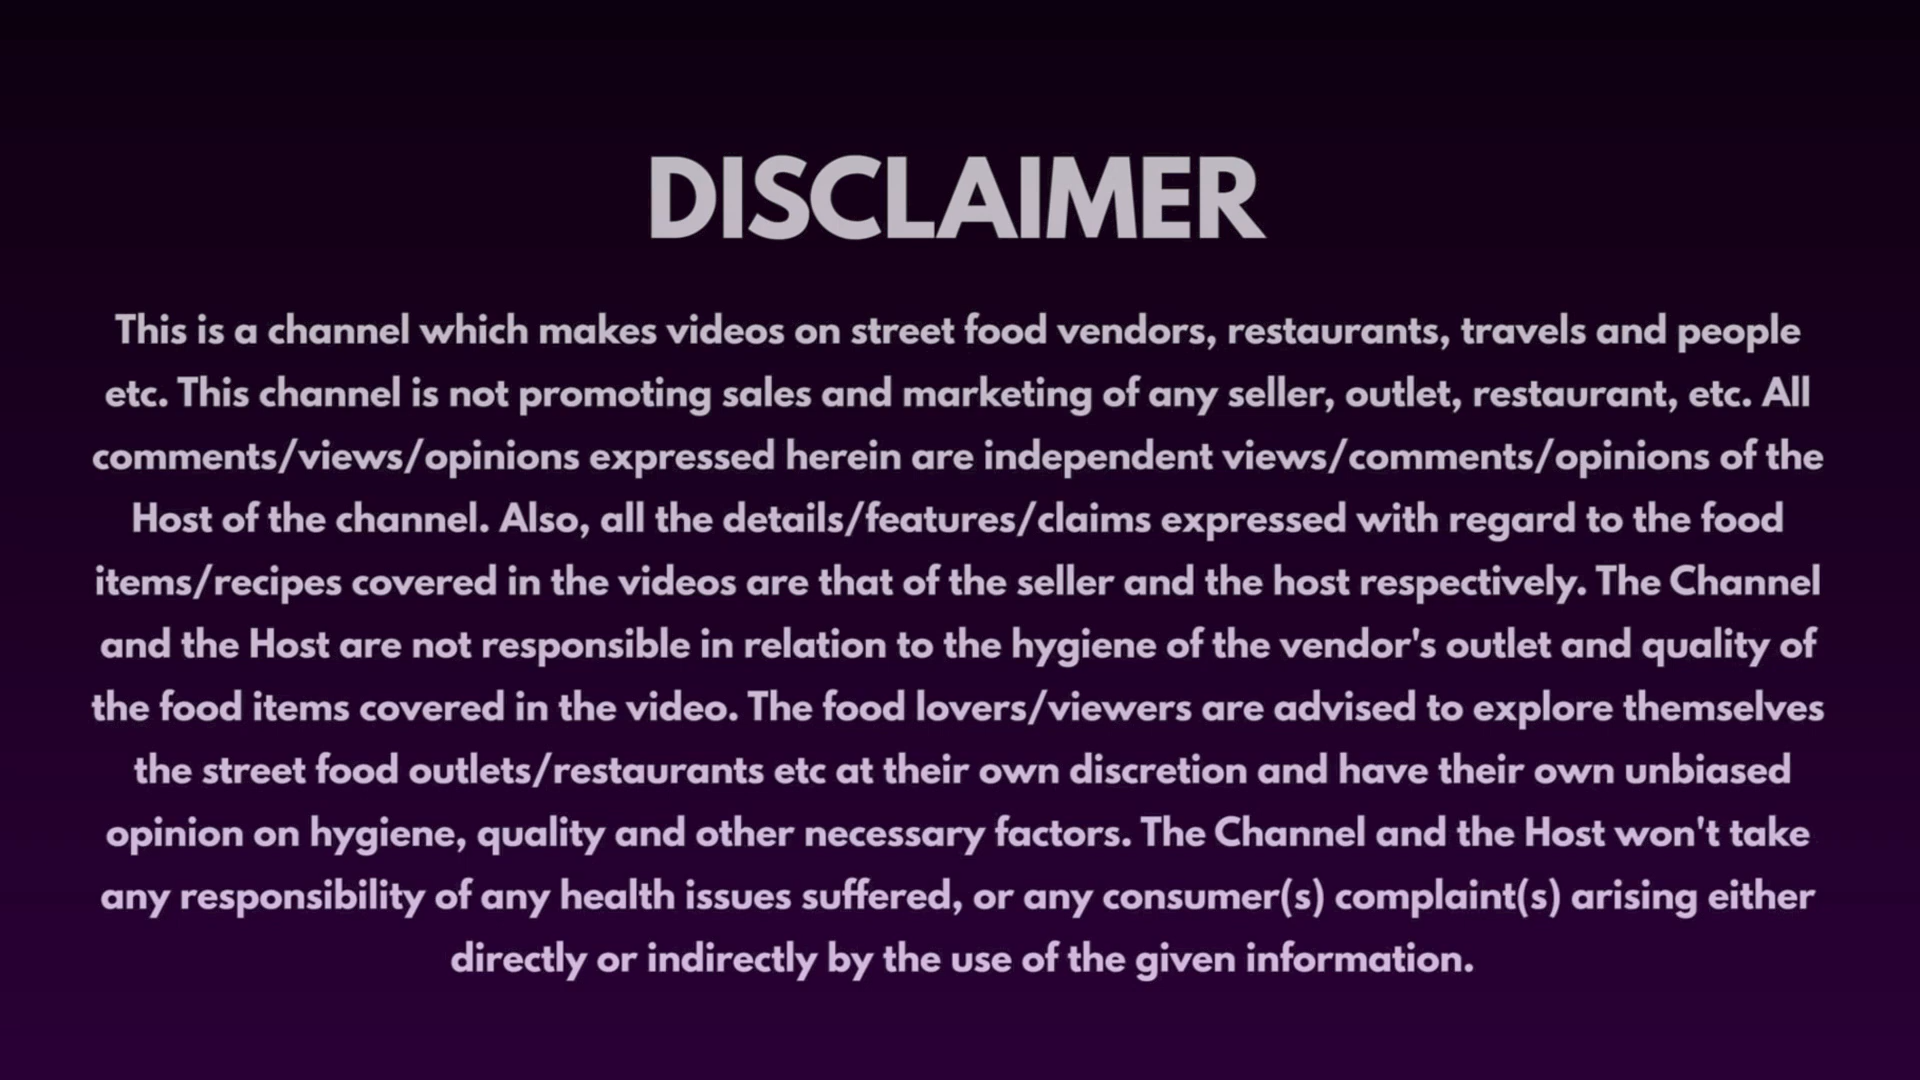 DISCLAIMER
This is a channel which makes videos on street food vendors, restaurants, travels and people
etc. This channel is not promoting sales and marketing of any seller, outlet, restaurant, etc. All
comments/views/opinions expressed herein are independent views/comments/opinions of the
Host of the channel. Also, all the details/features/claims expressed with regard to the food
items/recipes covered in the videos are that of the seller and the host respectively. The Channel
and the Host are not responsible in relation to the hygiene of the vendor's outlet and quality of
the food items covered in the video. The food lovers/viewers are advised to explore themselves
the street food outlets/restaurants etc at their own discretion and have their own unbiased
opinion on hygiene, quality and other necessary factors. The Channel and the Host won't take
any responsibility of any health issues suffered, or any consumer(s) complaint(s) arising either
directly or indirectly by the use of the given information.